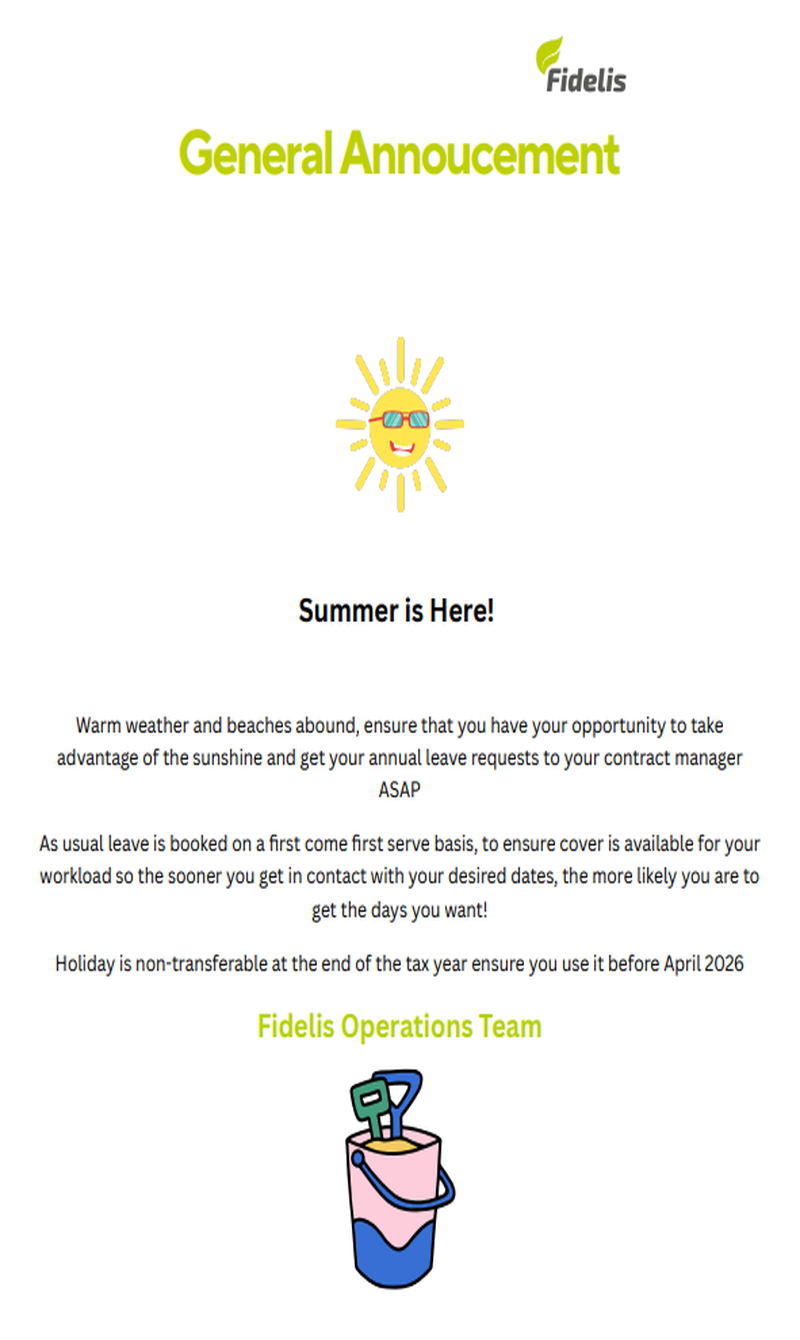 Fidelis
General Annoucement
Summer is Here!
Warm weather and beaches abound, ensure that you have your opportunity to take
advantage of the sunshine and get your annual leave requests to your contract manager
ASAP
As usual leave is booked on a first come first serve basis, to ensure cover is available for your
workload so the sooner you get in contact with your desired dates, the more likely you are to
get the days you want!
Holiday is non-transferable at the end of the tax year ensure you use it before April 2026
Fidelis Operations Team